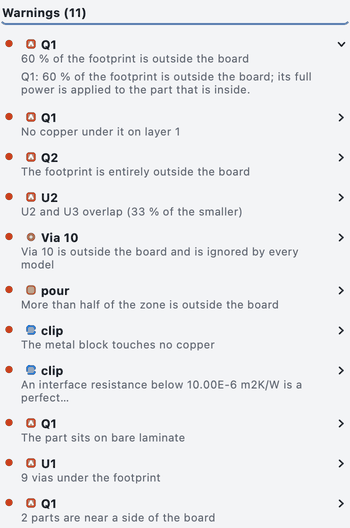 Warnings (11)
Q1
60 % of the footprint is outside the board
Q1: 60 % of the footprint is outside the board; its full
power is applied to the part that is inside.
Q1
No copper under it on layer 1
Q2
The footprint is entirely outside the board
U2
U2 and U3 overlap (33 % of the smaller)
Via 10
Via 10 is outside the board and is ignored by every
model
pour
More than half of the zone is outside the board
clip
The metal block touches no copper
clip
An interface resistance below 10.00E-6 m2K/W is a
perfect…
Q1
The part sits on bare laminate
U1
9 vias under the footprint
Q1
2 parts are near a side of the board